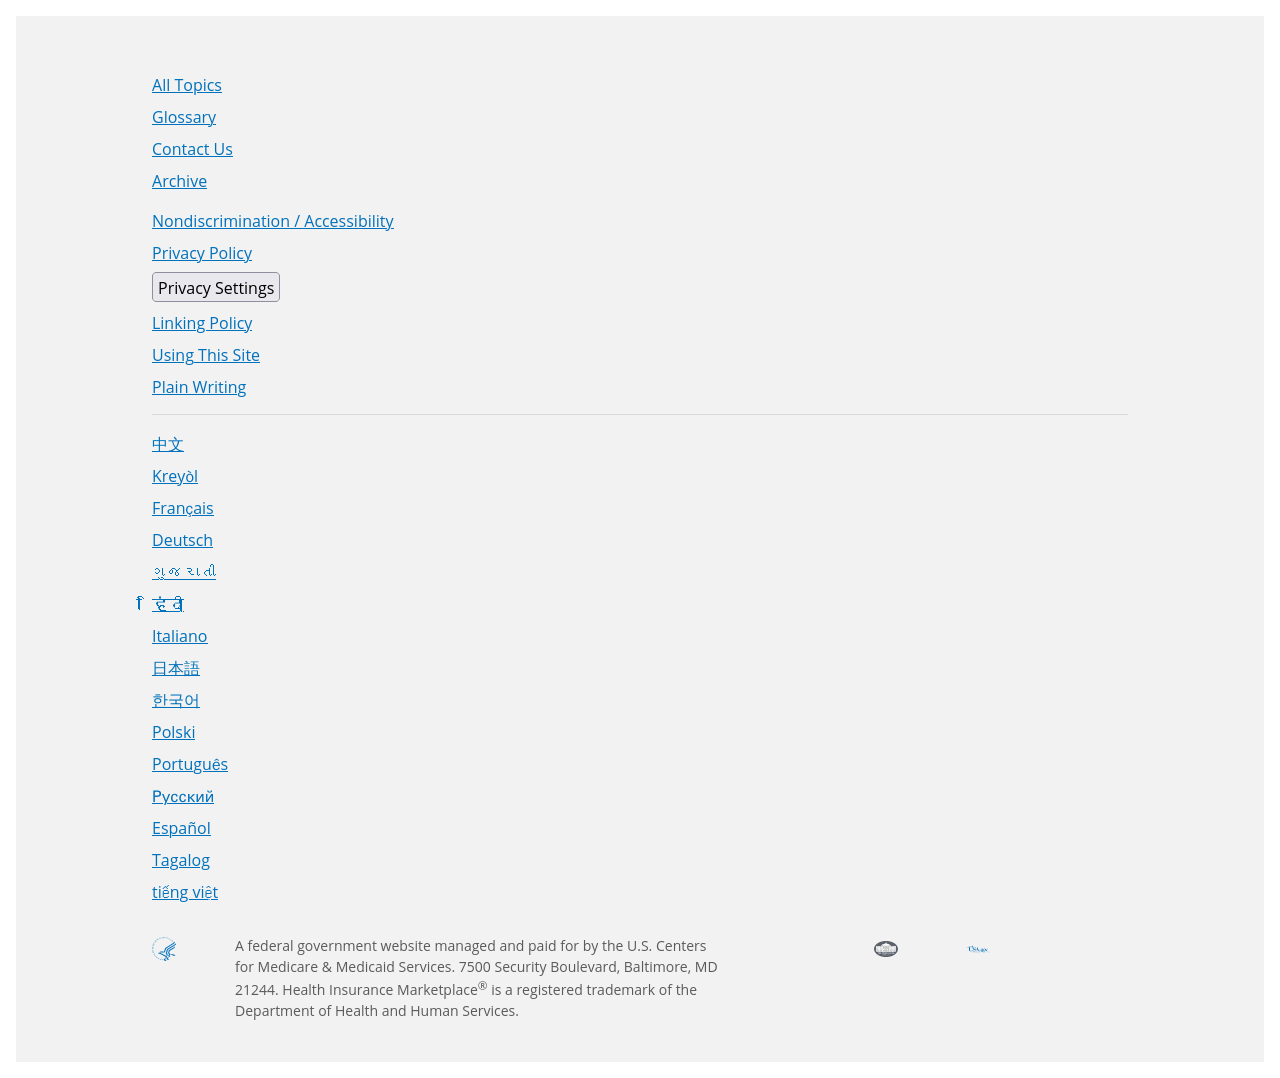 All Topics
Glossary
Contact Us
Archive
Nondiscrimination / Accessibility
Privacy Policy
Privacy Settings
Linking Policy
Using This Site
Plain Writing
中文
Kreyòl
Français
Deutsch
ગુજરાતી
हिंदी
Italiano
日本語
한국어
Polski
Português
Русский
Español
Tagalog
tiếng việt
A federal government website managed and paid for by the U.S. Centers
for Medicare & Medicaid Services. 7500 Security Boulevard, Baltimore, MD
21244. Health Insurance Marketplace® is a registered trademark of the
Department of Health and Human Services.